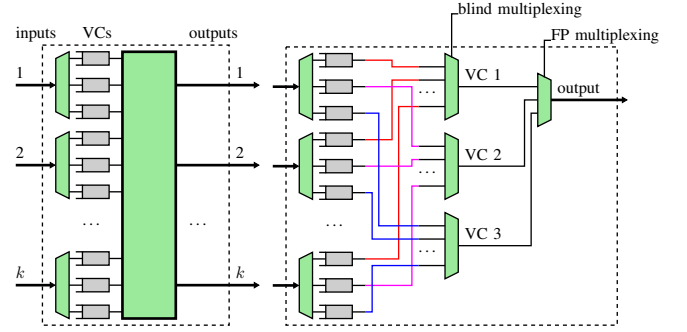 blind multiplexing
inputs VCs outputs
FP multiplexing
1 1 VC 1 output
...
2 2 VC 2
...
... ... ... VC 3
...
k k